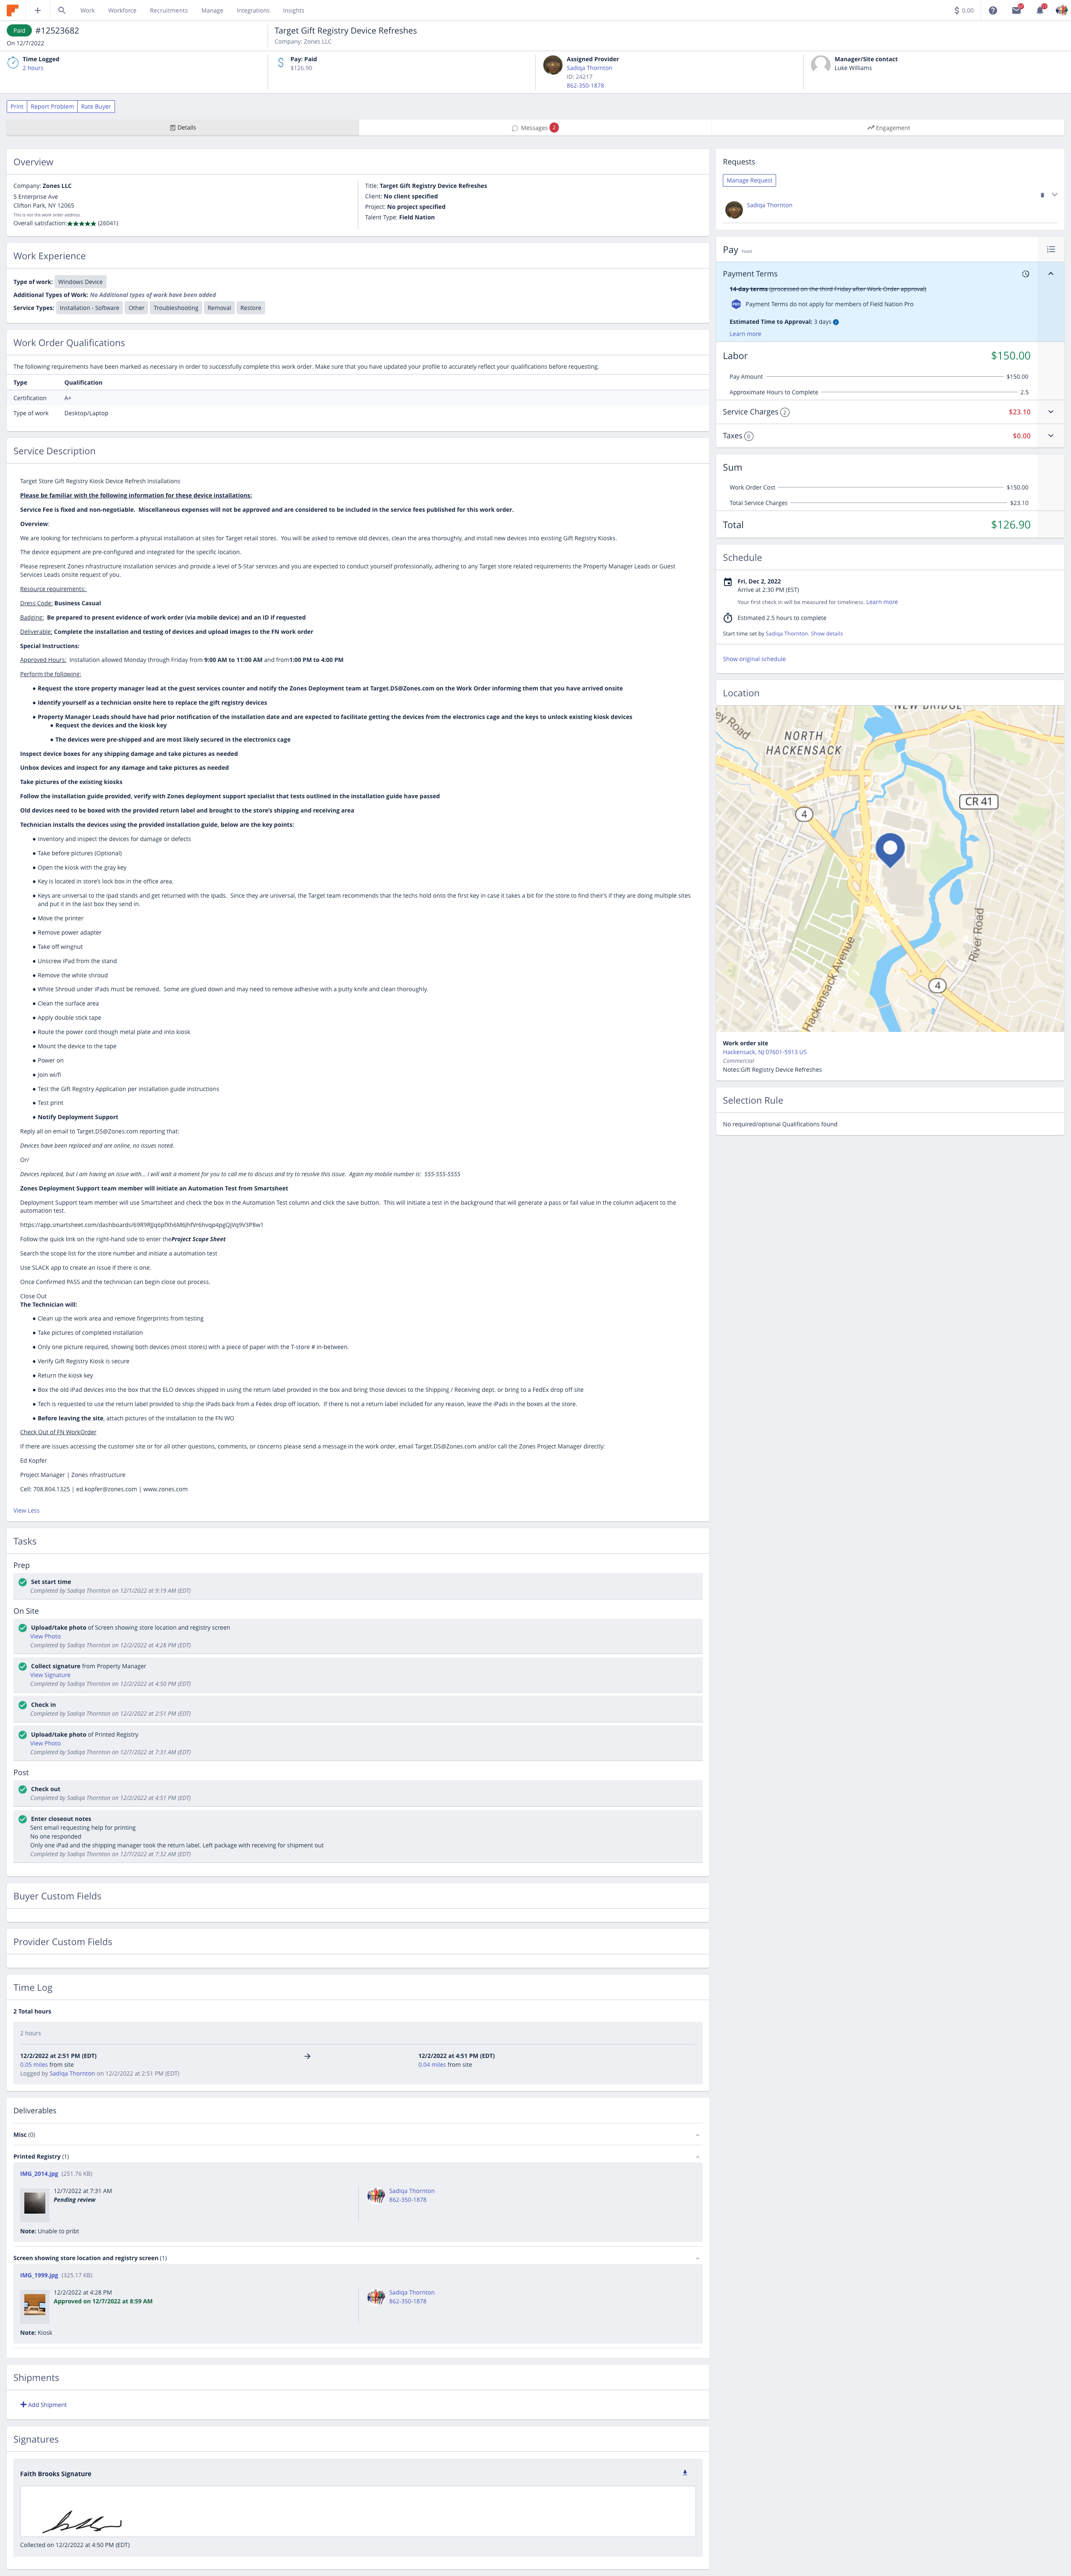 Work
Workforce
Recruitments
Manage
Integrations
Insights
0.00
Paid #12523682
On 12/7/2022
Target Gift Registry Device Refreshes
Company: Zones LLC
Time Logged
2 hours
Pay: Paid
$126.90
Assigned Provider
Sadiqa Thornton
ID: 24217
862-350-1878
Manager/Site contact
Luke Williams
Print
Report Problem
Rate Buyer
Details
Messages 2
Engagement
Overview
Company: Zones LLC
5 Enterprise Ave
Clifton Park, NY 12065
This is not the work order address.
Overall satisfaction:★★★★★ (26041)
Title: Target Gift Registry Device Refreshes
Client: No client specified
Project: No project specified
Talent Type: Field Nation
Work Experience
Type of work: Windows Device
Additional Types of Work: No Additional types of work have been added
Service Types: Installation - Software Other Troubleshooting Removal Restore
Work Order Qualifications
The following requirements have been marked as necessary in order to successfully complete this work order. Make sure that you have updated your profile to accurately reflect your qualifications before requesting.
Type Qualification
Certification A+
Type of work Desktop/Laptop
Service Description
Target Store Gift Registry Kiosk Device Refresh Installations
Please be familiar with the following information for these device installations:
Service Fee is fixed and non-negotiable. Miscellaneous expenses will not be approved and are considered to be included in the service fees published for this work order.
Overview:
We are looking for technicians to perform a physical installation at sites for Target retail stores. You will be asked to remove old devices, clean the area thoroughly, and install new devices into existing Gift Registry Kiosks.
The device equipment are pre-configured and integrated for the specific location.
Please represent Zones nfrastructure installation services and provide a level of 5-Star services and you are expected to conduct yourself professionally, adhering to any Target store related requirements the Property Manager Leads or Guest
Services Leads onsite request of you.
Resource requirements:
Dress Code: Business Casual
Badging: Be prepared to present evidence of work order (via mobile device) and an ID if requested
Deliverable: Complete the installation and testing of devices and upload images to the FN work order
Special Instructions:
Approved Hours: Installation allowed Monday through Friday from 9:00 AM to 11:00 AM and from1:00 PM to 4:00 PM
Perform the following:
● Request the store property manager lead at the guest services counter and notify the Zones Deployment team at Target.DS@Zones.com on the Work Order informing them that you have arrived onsite
● Identify yourself as a technician onsite here to replace the gift registry devices
● Property Manager Leads should have had prior notification of the installation date and are expected to facilitate getting the devices from the electronics cage and the keys to unlock existing kiosk devices
● Request the devices and the kiosk key
● The devices were pre-shipped and are most likely secured in the electronics cage
Inspect device boxes for any shipping damage and take pictures as needed
Unbox devices and inspect for any damage and take pictures as needed
Take pictures of the existing kiosks
Follow the installation guide provided, verify with Zones deployment support specialist that tests outlined in the installation guide have passed
Old devices need to be boxed with the provided return label and brought to the store's shipping and receiving area
Technician installs the devices using the provided installation guide, below are the key points:
● Inventory and inspect the devices for damage or defects
● Take before pictures (Optional)
● Open the kiosk with the gray key
● Key is located in store's lock box in the office area.
● Keys are universal to the ipad stands and get returned with the ipads. Since they are universal, the Target team recommends that the techs hold onto the first key in case it takes a bit for the store to find their's if they are doing multiple sites
and put it in the last box they send in.
● Move the printer
● Remove power adapter
● Take off wingnut
● Unscrew iPad from the stand
● Remove the white shroud
● White Shroud under iPads must be removed. Some are glued down and may need to remove adhesive with a putty knife and clean thoroughly.
● Clean the surface area
● Apply double stick tape
● Route the power cord though metal plate and into kiosk
● Mount the device to the tape
● Power on
● Join wi/fi
● Test the Gift Registry Application per installation guide instructions
● Test print
● Notify Deployment Support
Reply all on email to Target.DS@Zones.com reporting that:
Devices have been replaced and are online, no issues noted.
Or/
Devices replaced, but I am having an issue with... I will wait a moment for you to call me to discuss and try to resolve this issue. Again my mobile number is: 555-555-5555
Zones Deployment Support team member will initiate an Automation Test from Smartsheet
Deployment Support team member will use Smartsheet and check the box in the Automation Test column and click the save button. This will initiate a test in the background that will generate a pass or fail value in the column adjacent to the
automation test.
Follow the quick link on the right-hand side to enter theProject Scope Sheet
Search the scope list for the store number and initiate a automation test
Use SLACK app to create an issue if there is one.
Once Confirmed PASS and the technician can begin close out process.
Close Out
The Technician will:
● Clean up the work area and remove fingerprints from testing
● Take pictures of completed installation
● Only one picture required, showing both devices (most stores) with a piece of paper with the T-store # in-between.
● Verify Gift Registry Kiosk is secure
● Return the kiosk key
● Box the old iPad devices into the box that the ELO devices shipped in using the return label provided in the box and bring those devices to the Shipping / Receiving dept. or bring to a FedEx drop off site
● Tech is requested to use the return label provided to ship the iPads back from a Fedex drop off location. If there is not a return label included for any reason, leave the iPads in the boxes at the store.
● Before leaving the site, attach pictures of the installation to the FN WO
Check Out of FN WorkOrder
If there are issues accessing the customer site or for all other questions, comments, or concerns please send a message in the work order, email Target.DS@Zones.com and/or call the Zones Project Manager directly:
Ed Kopfer
Project Manager | Zones nfrastructure
Cell: 708.804.1325 | ed.kopfer@zones.com | www.zones.com
View Less
Tasks
Prep
Set start time
Completed by Sadiqa Thornton on 12/1/2022 at 9:19 AM (EDT)
On Site
Upload/take photo of Screen showing store location and registry screen
View Photo
Completed by Sadiqa Thornton on 12/2/2022 at 4:28 PM (EDT)
Collect signature from Property Manager
View Signature
Completed by Sadiqa Thornton on 12/2/2022 at 4:50 PM (EDT)
Check in
Completed by Sadiqa Thornton on 12/2/2022 at 2:51 PM (EDT)
Upload/take photo of Printed Registry
View Photo
Completed by Sadiqa Thornton on 12/7/2022 at 7:31 AM (EDT)
Post
Check out
Completed by Sadiqa Thornton on 12/2/2022 at 4:51 PM (EDT)
Enter closeout notes
Sent email requesting help for printing
No one responded
Only one iPad and the shipping manager took the return label. Left package with receiving for shipment out
Completed by Sadiqa Thornton on 12/7/2022 at 7:32 AM (EDT)
Buyer Custom Fields
Provider Custom Fields
Time Log
2 Total hours
2 hours
12/2/2022 at 2:51 PM (EDT)
0.05 miles from site
Logged by Sadiqa Thornton on 12/2/2022 at 2:51 PM (EDT)
12/2/2022 at 4:51 PM (EDT)
0.04 miles from site
Deliverables
Misc (0)
Printed Registry (1)
IMG_2014.jpg (251.76 KB)
12/7/2022 at 7:31 AM
Pending review
Sadiqa Thornton
862-350-1878
Note: Unable to pribt
Screen showing store location and registry screen (1)
IMG_1999.jpg (325.17 KB)
12/2/2022 at 4:28 PM
Approved on 12/7/2022 at 8:59 AM
Sadiqa Thornton
862-350-1878
Note: Kiosk
Shipments
Add Shipment
Signatures
Faith Brooks Signature
Collected on 12/2/2022 at 4:50 PM (EDT)
Requests
Manage Request
Sadiqa Thornton
Pay Fixed
Payment Terms
14-day terms (processed on the third Friday after Work Order approval)
PRO Payment Terms do not apply for members of Field Nation Pro
Estimated Time to Approval: 3 days
Learn more
Labor $150.00
Pay Amount $150.00
Approximate Hours to Complete 2.5
Service Charges 2 $23.10
Taxes 0 $0.00
Sum
Work Order Cost $150.00
Total Service Charges $23.10
Total $126.90
Schedule
Fri, Dec 2, 2022
Arrive at 2:30 PM (EST)
Your first check in will be measured for timeliness. Learn more
Estimated 2.5 hours to complete
Start time set by Sadiqa Thornton. Show details
Show original schedule
Location
NEW BRIDGE
ey Road
NORTH
HACKENSACK
CR 41
4
River Road
4
Hackensack Avenue
Work order site
Hackensack, NJ 07601-5913 US
Commercial
Notes:Gift Registry Device Refreshes
Selection Rule
No required/optional Qualifications found